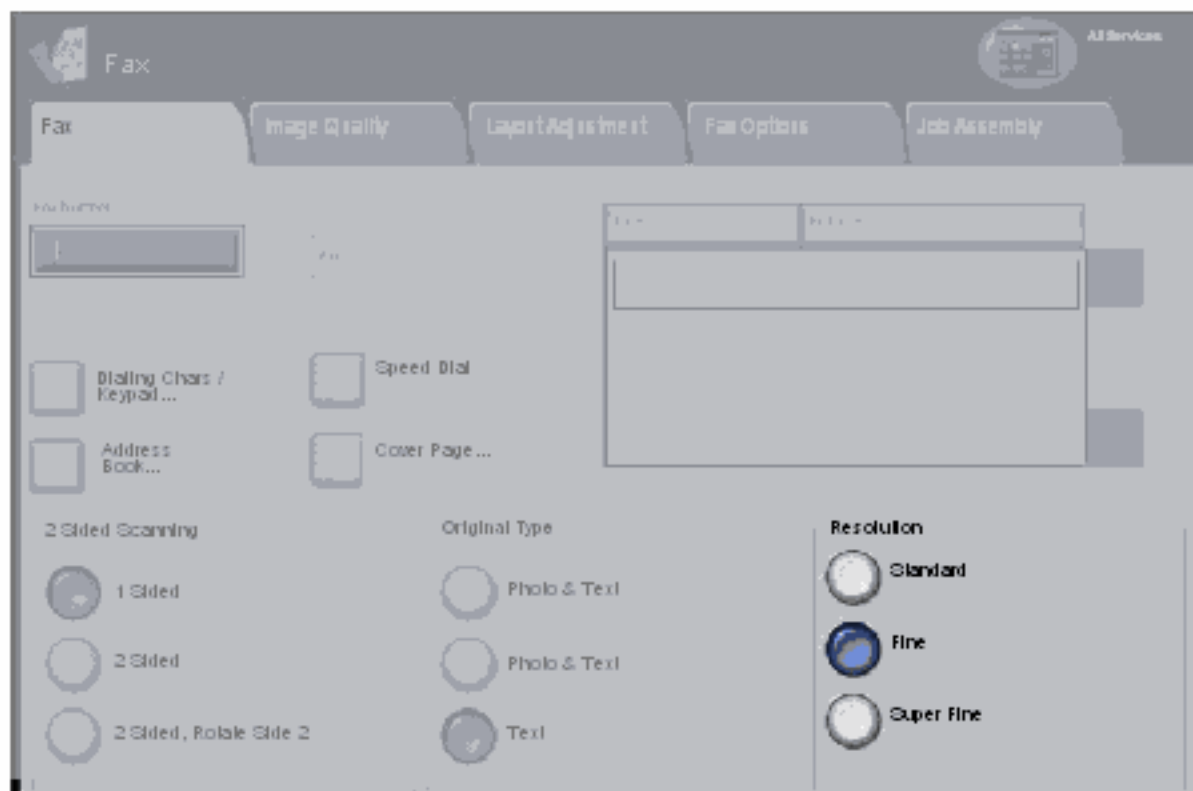 Fax
All Services
Fax
Image Quality
Layout Adjustment
Fax Options
Job Assembly
Dialing Chars /
Keypad...
Speed Dial
Address
Book...
Cover Page...
2 Sided Scanning
1 Sided
2 Sided
2 Sided, Rotate Side 2
Original Type
Photo & Text
Photo & Text
Text
Resolution
Standard
Fine
Super Fine